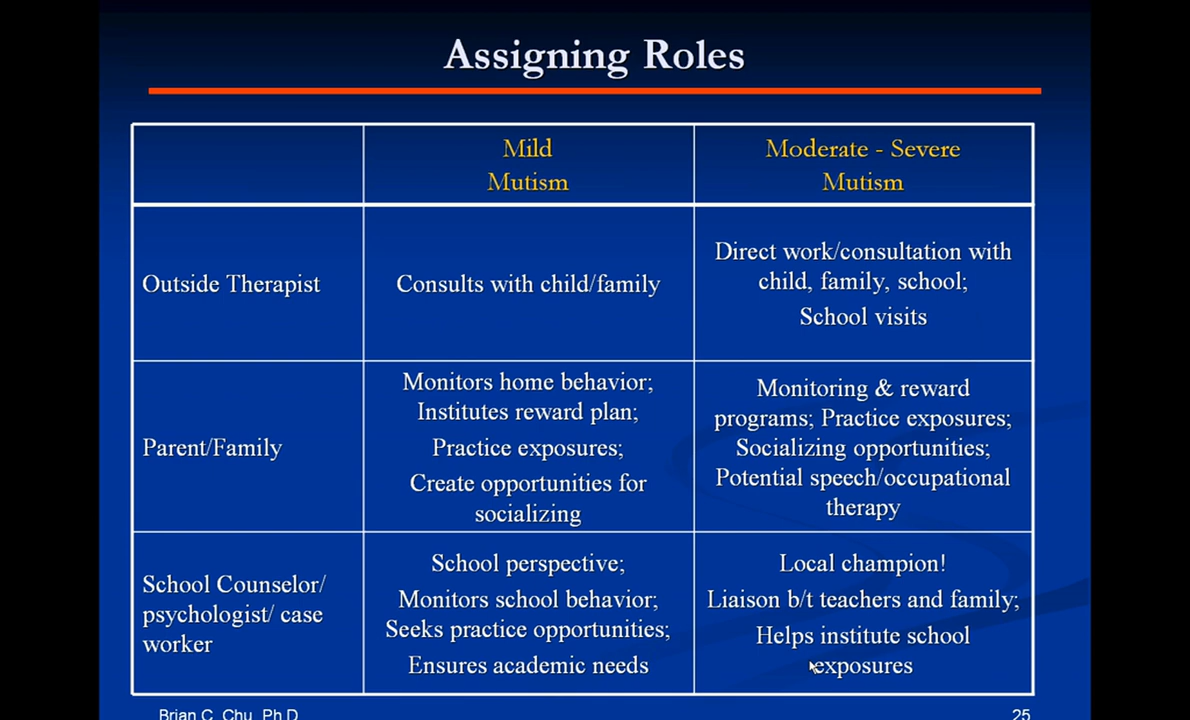 Assigning Roles
Mild
Mutism
Moderate - Severe
Mutism
Outside Therapist
Consults with child/family
Direct work/consultation with
child, family, school;
School visits
Parent/Family
Monitors home behavior;
Institutes reward plan;
Practice exposures;
Create opportunities for
socializing
Monitoring & reward
programs; Practice exposures;
Socializing opportunities;
Potential speech/occupational
therapy
School Counselor/
psychologist/ case
worker
School perspective;
Monitors school behavior;
Seeks practice opportunities;
Ensures academic needs
Local champion!
Liaison b/t teachers and family;
Helps institute school
exposures
Brian C. Chu, Ph.D.
25